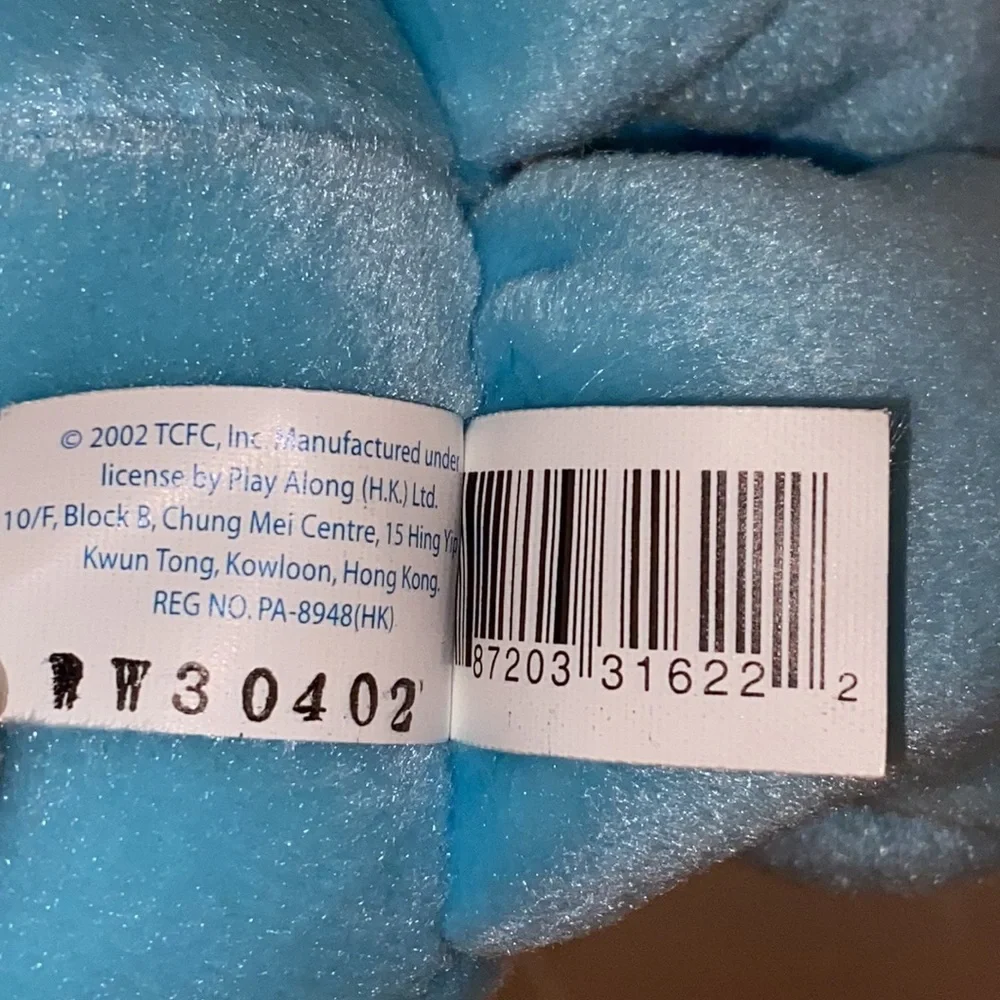 © 2002 TCFC, Inc. Manufactured under
license by Play Along (H.K.) Ltd.
10/F, Block B, Chung Mei Centre, 15 Hing Yip
Kwun Tong, Kowloon, Hong Kong.
REG NO. PA-8948(HK)
W30402
87203 31622 2